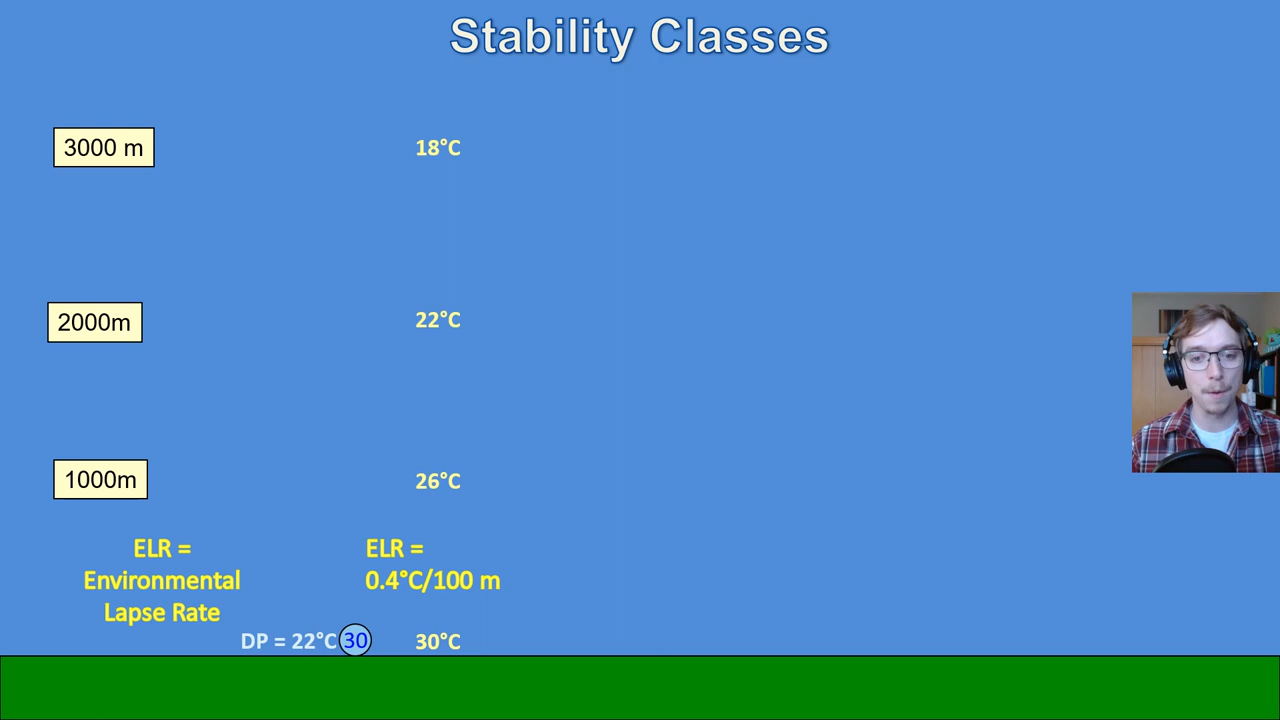 Stability Classes
3000 m
18°C
2000m
22°C
1000m
26°C
ELR =
Environmental
Lapse Rate
ELR =
0.4°C/100 m
DP = 22°C
30
30°C